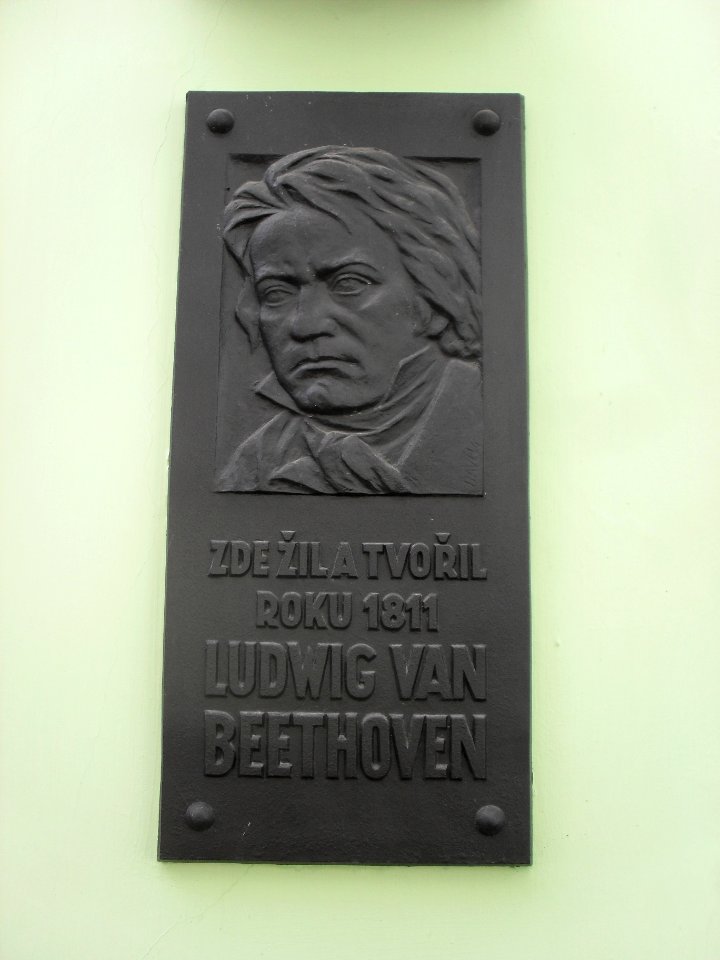 ZDE ŽIL A TVOŘIL
ROKU 1811
LUDWIG VAN
BEETHOVEN